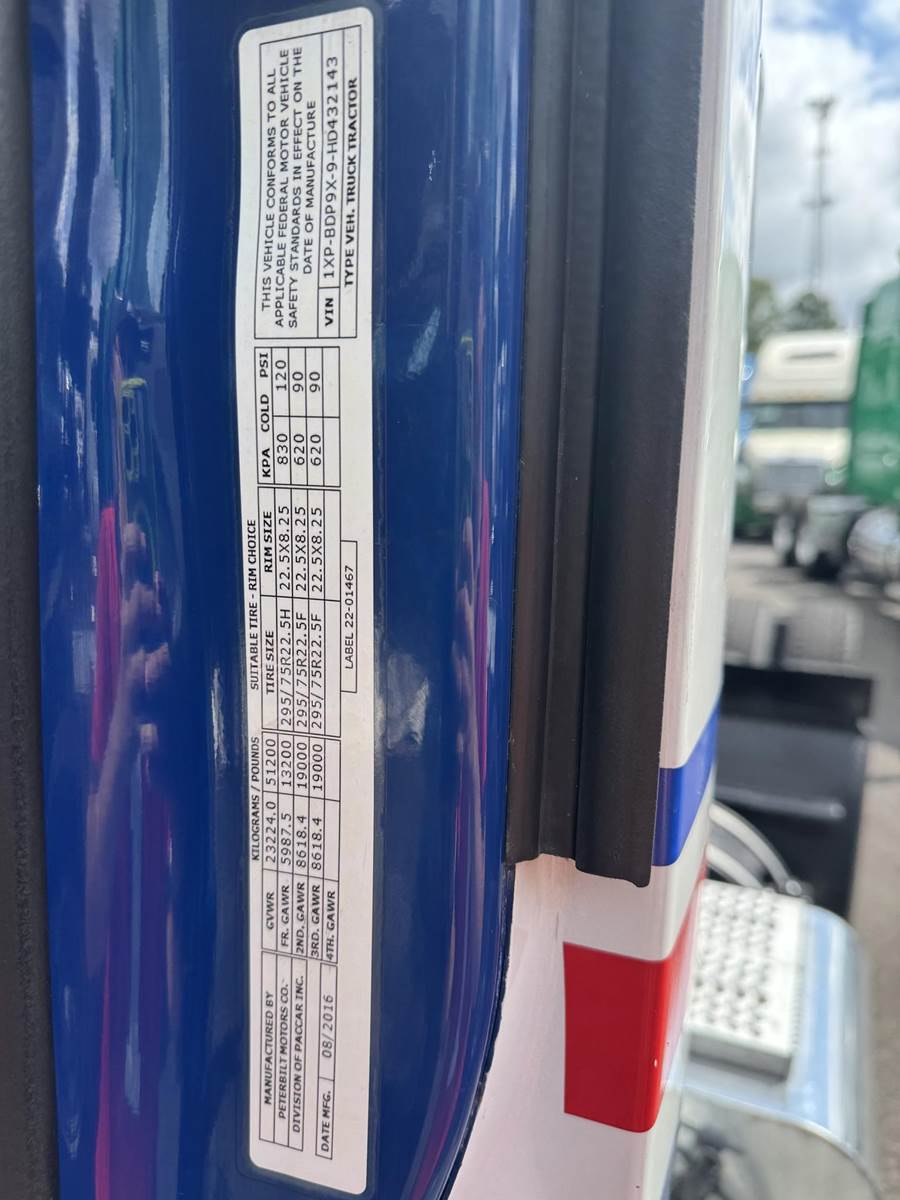 MANUFACTURED BY
PETERBILT MOTORS CO.-
DIVISION OF PACCAR INC.
DATE MFG. 08/2016
KILOGRAMS / POUNDS
GVWR 23224.0 51200
FR. GAWR 5987.5 13200
2ND. GAWR 8618.4 19000
3RD. GAWR 8618.4 19000
4TH. GAWR
SUITABLE TIRE - RIM CHOICE
TIRE SIZE RIM SIZE KPA COLD PSI
295/75R22.5H 22.5X8.25 830 120
295/75R22.5F 22.5X8.25 620 90
295/75R22.5F 22.5X8.25 620 90
LABEL 22-01467
THIS VEHICLE CONFORMS TO ALL
APPLICABLE FEDERAL MOTOR VEHICLE
SAFETY STANDARDS IN EFFECT ON THE
DATE OF MANUFACTURE
VIN 1XP-BDP9X-9-HD432143
TYPE VEH. TRUCK TRACTOR